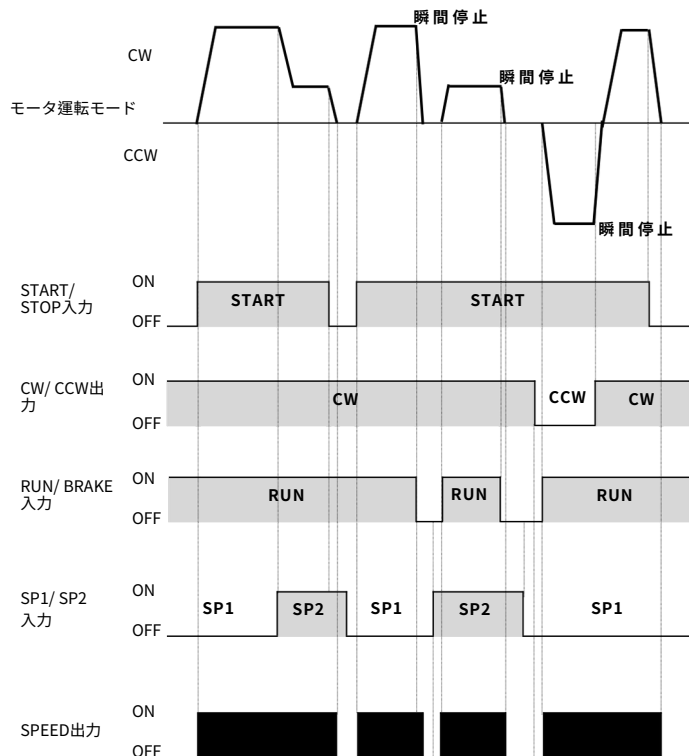 瞬間停止
CW
瞬間停止
モータ運転モード
CCW
瞬間停止
START/
STOP入力
ON
OFF
START
START
CW/ CCW出
力
ON
OFF
CW
CCW
CW
RUN/ BRAKE
入力
ON
OFF
RUN
RUN
RUN
SP1/ SP2
入力
ON
OFF
SP1
SP2
SP1
SP2
SP1
SPEED出力
ON
OFF